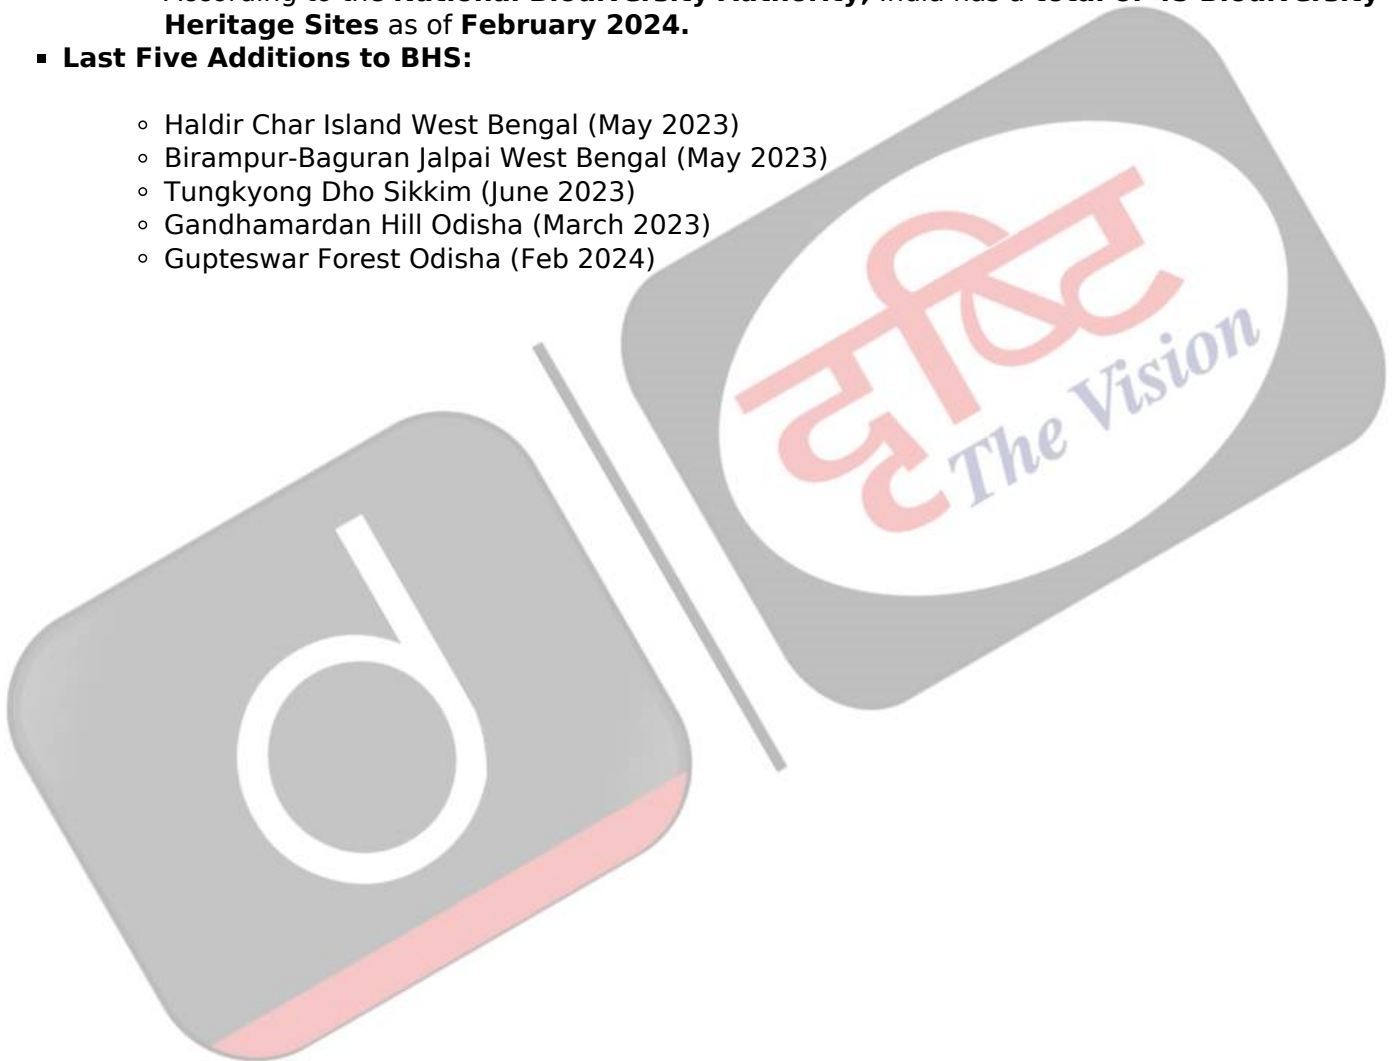 Heritage Sites as of February 2024.
▪ Last Five Additions to BHS:
◦ Haldir Char Island West Bengal (May 2023)
◦ Birampur-Baguran Jalpai West Bengal (May 2023)
◦ Tungkyong Dho Sikkim (June 2023)
◦ Gandhamardan Hill Odisha (March 2023)
◦ Gupteswar Forest Odisha (Feb 2024)
दृष्टि
The Vision
d